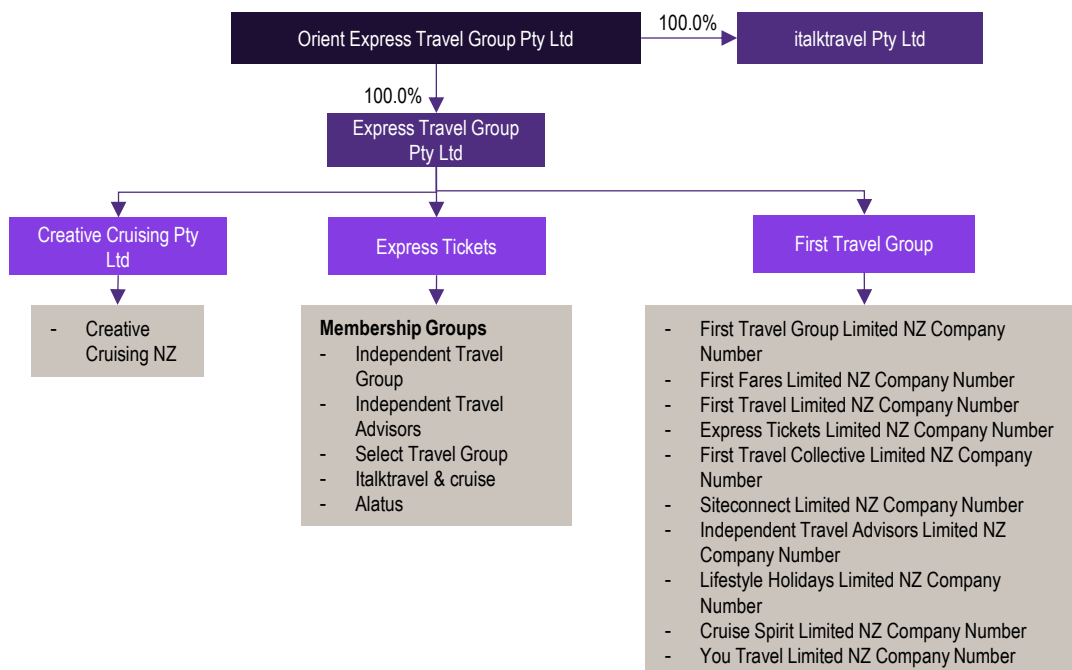 Orient Express Travel Group Pty Ltd
100.0%
italktravel Pty Ltd
100.0%
Express Travel Group
Pty Ltd
Creative Cruising Pty
Ltd
Express Tickets
First Travel Group
- Creative
Cruising NZ
Membership Groups
- Independent Travel
Group
- Independent Travel
Advisors
- Select Travel Group
- Italktravel & cruise
- Alatus
- First Travel Group Limited NZ Company
Number
- First Fares Limited NZ Company Number
- First Travel Limited NZ Company Number
- Express Tickets Limited NZ Company Number
- First Travel Collective Limited NZ Company
Number
- Siteconnect Limited NZ Company Number
- Independent Travel Advisors Limited NZ
Company Number
- Lifestyle Holidays Limited NZ Company
Number
- Cruise Spirit Limited NZ Company Number
- You Travel Limited NZ Company Number